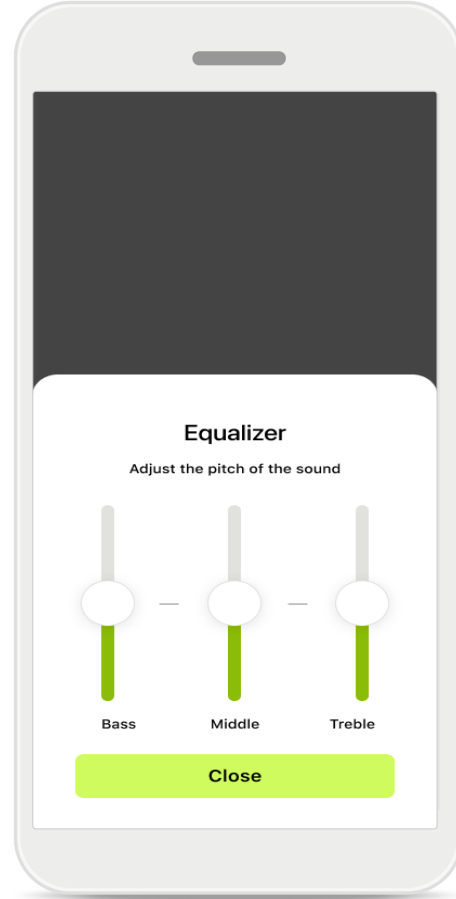 Equalizer
Adjust the pitch of the sound
Bass Middle Treble
Close